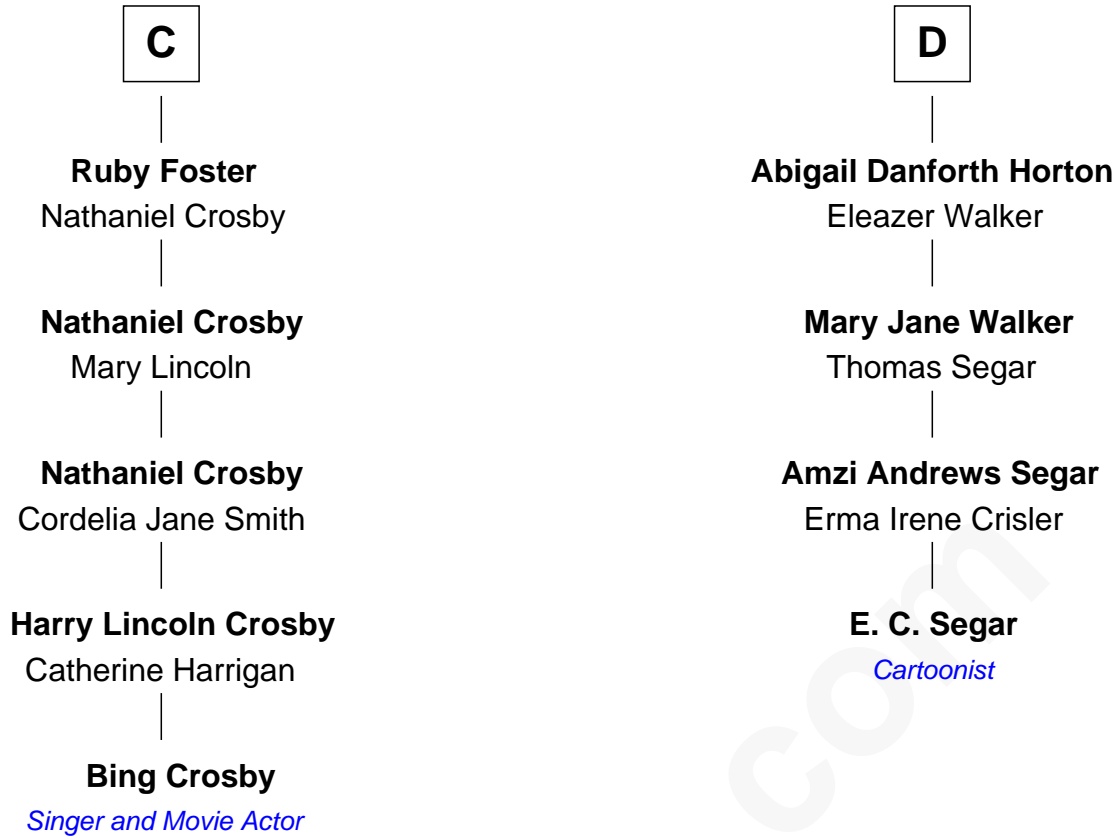 C
Ruby Foster
Nathaniel Crosby
Nathaniel Crosby
Mary Lincoln
Nathaniel Crosby
Cordelia Jane Smith
Harry Lincoln Crosby
Catherine Harrigan
Bing Crosby
Singer and Movie Actor
D
Abigail Danforth Horton
Eleazer Walker
Mary Jane Walker
Thomas Segar
Amzi Andrews Segar
Erma Irene Crisler
E. C. Segar
Cartoonist
com